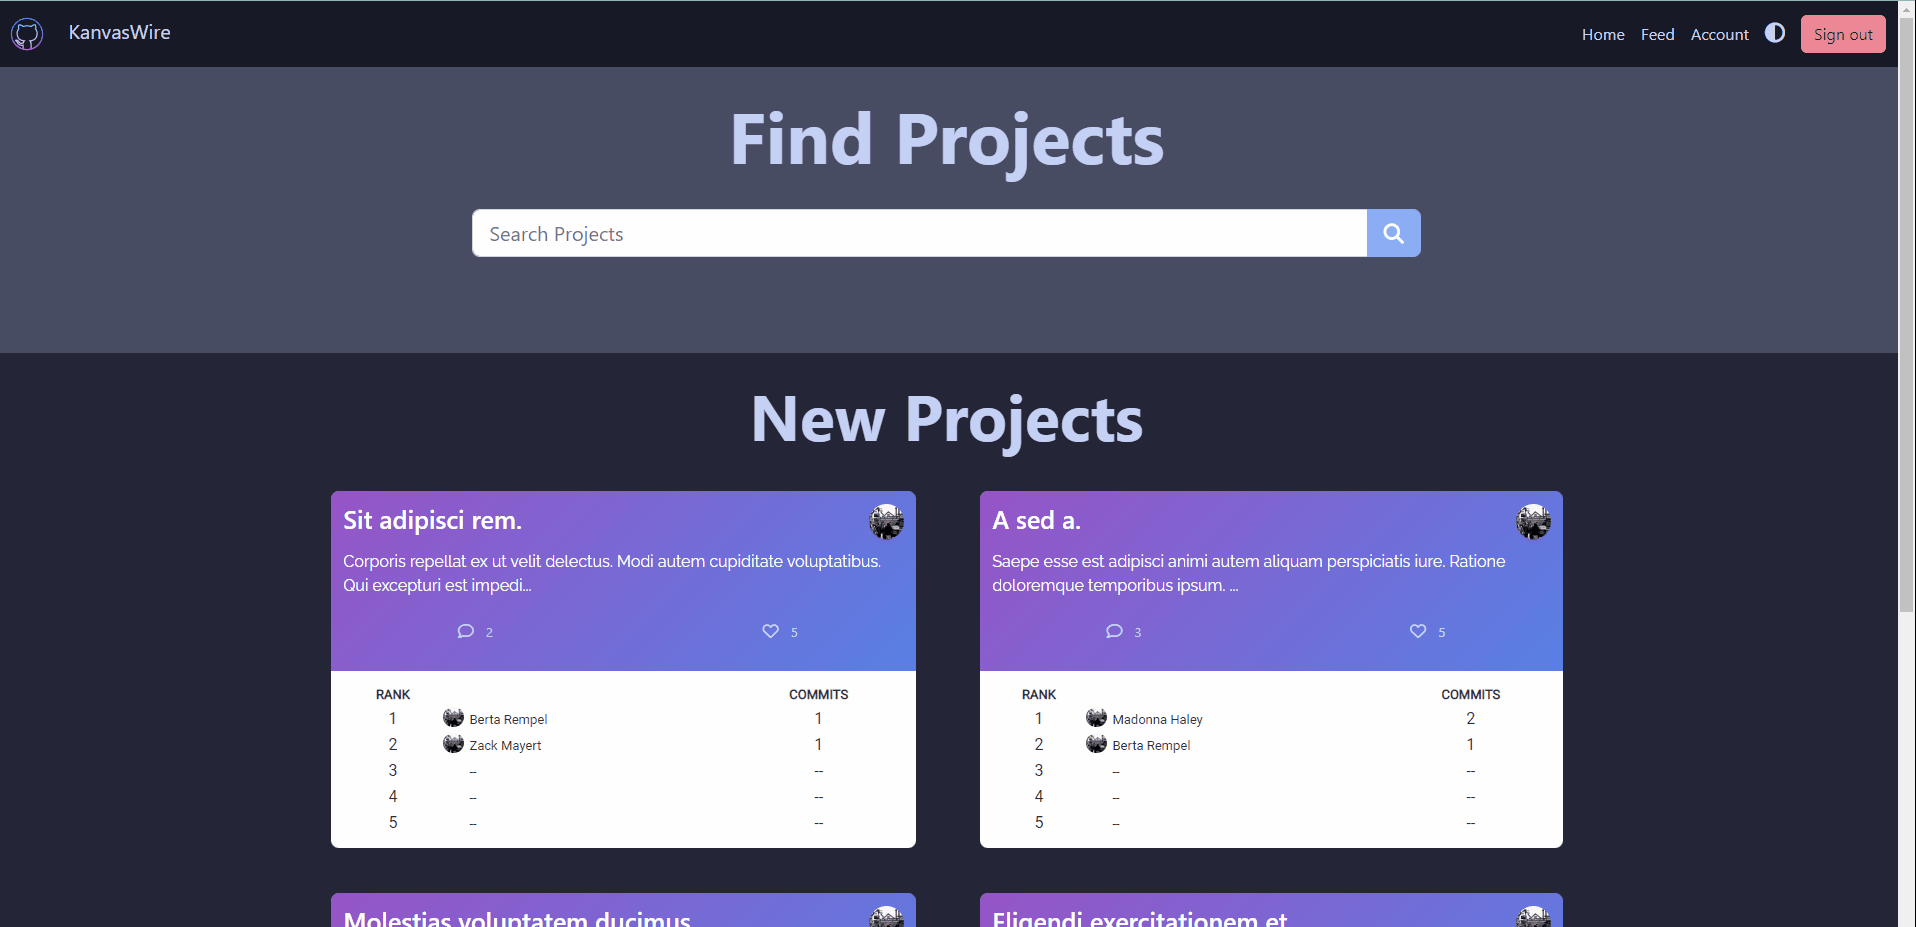 KanvasWire
Home Feed Account Sign out
Find Projects
Search Projects
New Projects
Sit adipisci rem.
Corporis repellat ex ut velit delectus. Modi autem cupiditate voluptatibus.
Qui excepturi est impedi...
2 5
RANK COMMITS
1 Berta Rempel 1
2 Zack Mayert 1
3 -- --
4 -- --
5 -- --
A sed a.
Saepe esse est adipisci animi autem aliquam perspiciatis iure. Ratione
doloremque temporibus ipsum. ...
3 5
RANK COMMITS
1 Madonna Haley 2
2 Berta Rempel 1
3 -- --
4 -- --
5 -- --
Molestias voluptatem ducimus
Eligendi exercitationem et